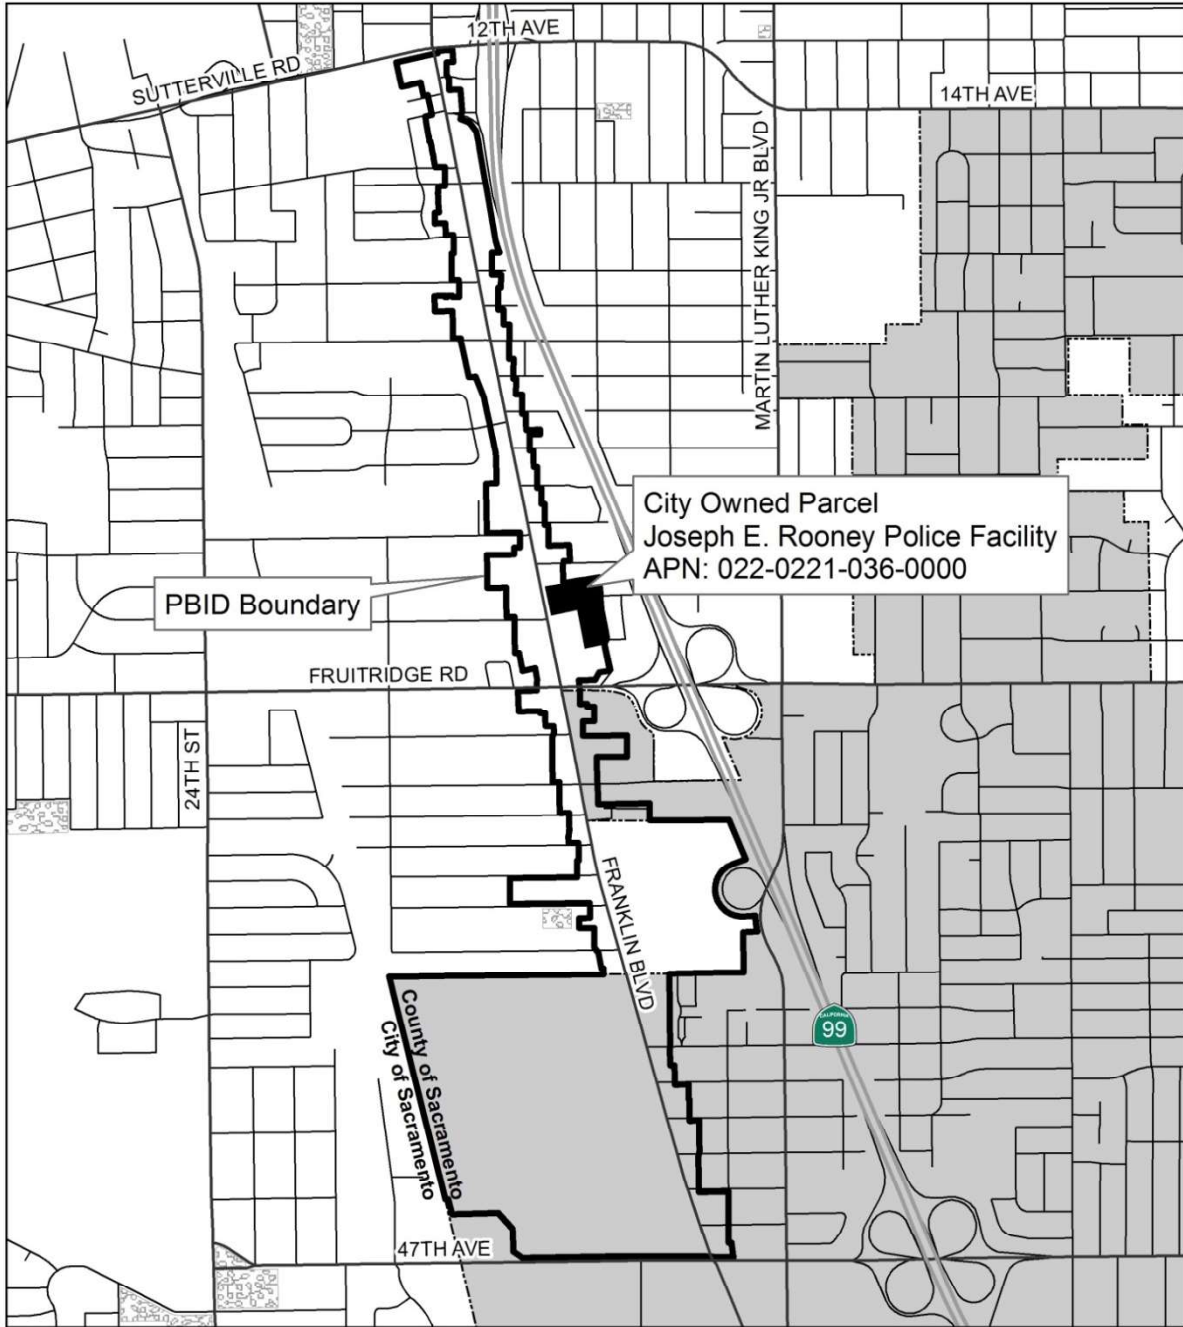 12TH AVE
SUTTERVILLE RD
14TH AVE
MARTIN LUTHER KING JR BLVD
City Owned Parcel
Joseph E. Rooney Police Facility
APN: 022-0221-036-0000
PBID Boundary
FRUITRIDGE RD
24TH ST
FRANKLIN BLVD
County of Sacramento
City of Sacramento
CALIFORNIA
99
47TH AVE